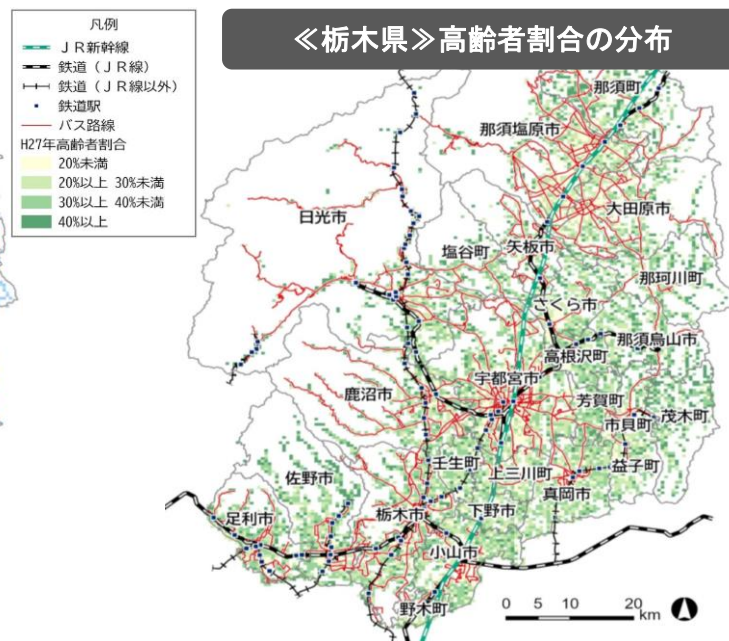 ≪栃木県≫高齢者割合の分布
凡例
ＪＲ新幹線
鉄道（ＪＲ線）
鉄道（ＪＲ線以外）
鉄道駅
バス路線
H27年高齢者割合
20%未満
20%以上 30%未満
30%以上 40%未満
40%以上
那須町
那須塩原市
大田原市
日光市
塩谷町
矢板市
那珂川町
さくら市
那須烏山市
高根沢町
宇都宮市
鹿沼市
芳賀町
茂木町
市貝町
壬生町
上三川町
益子町
佐野市
真岡市
足利市
栃木市
下野市
小山市
野木町
0 5 10 20
km